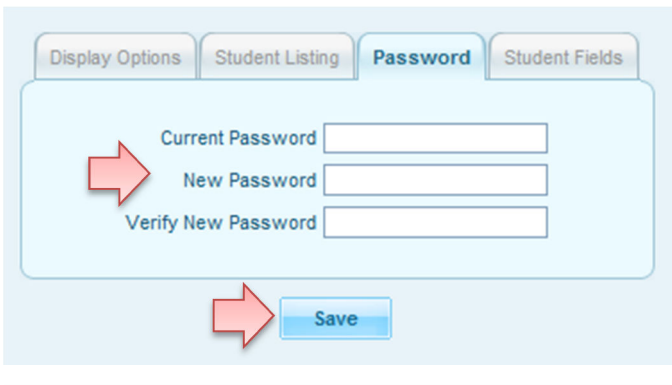 Display Options Student Listing Password Student Fields
Current Password
New Password
Verify New Password
Save